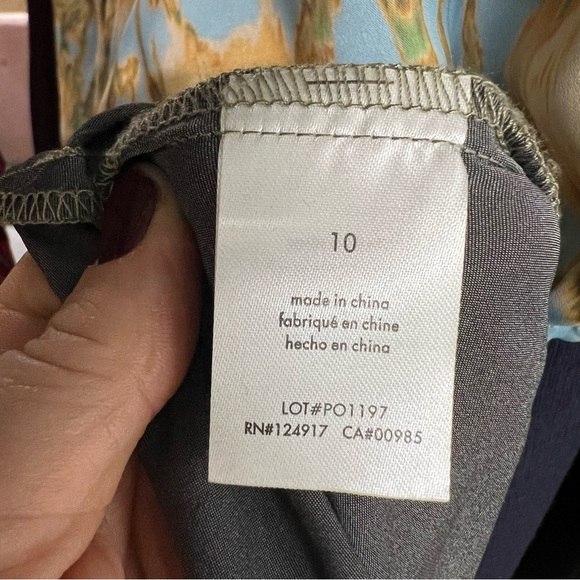 10
made in china
fabriqué en chine
hecho en china
LOT#PO1197
RN#124917 CA#00985